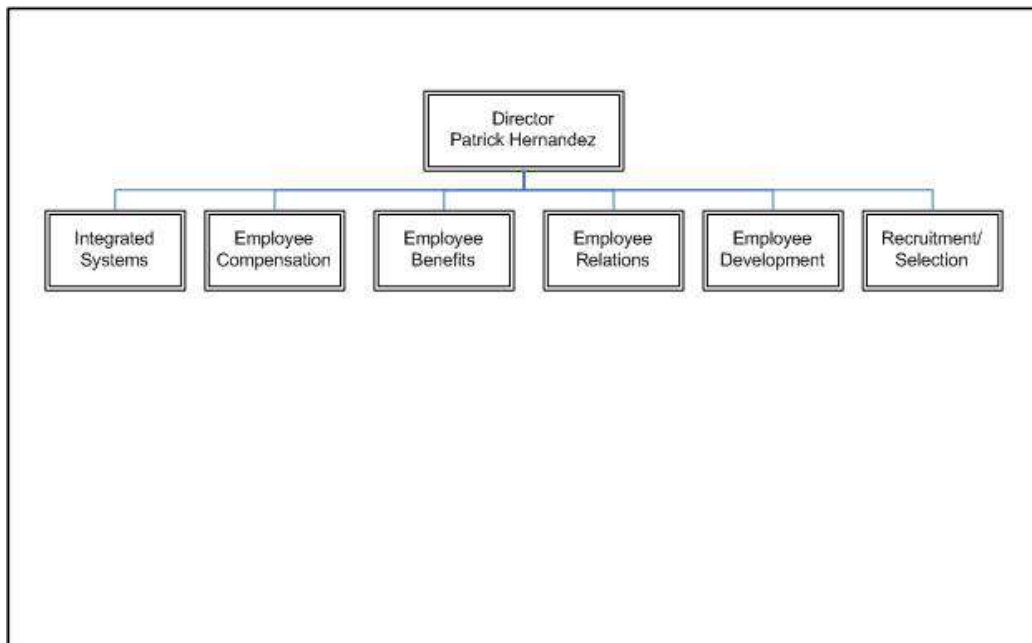 Director
Patrick Hernandez
Integrated
Systems
Employee
Compensation
Employee
Benefits
Employee
Relations
Employee
Development
Recruitment/
Selection